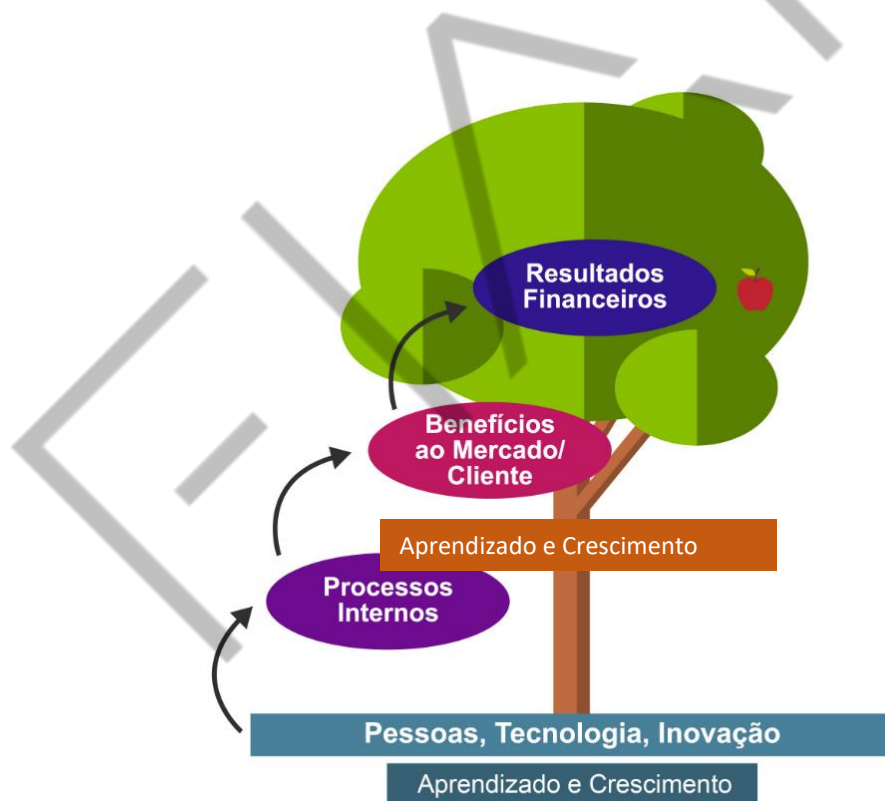 Resultados
Financeiros
Benefícios
ao Mercado/
Cliente
Aprendizado e Crescimento
Processos
Internos
Pessoas, Tecnologia, Inovação
Aprendizado e Crescimento